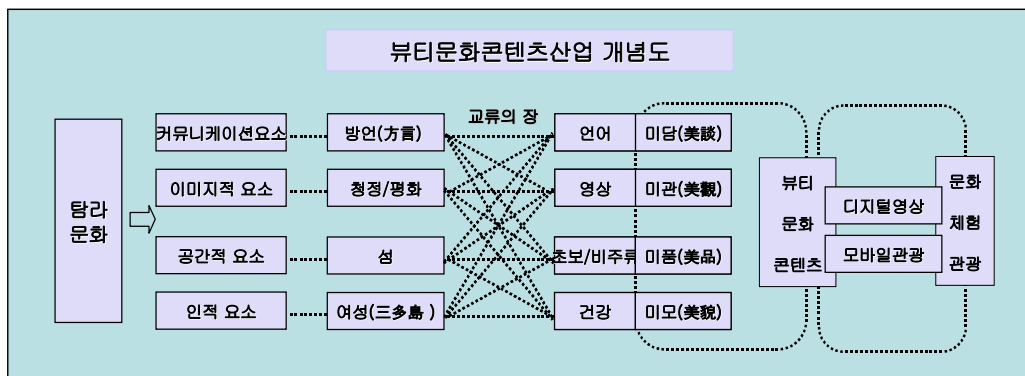 뷰티문화콘텐츠산업 개념도
교류의 장
탐라
문화
커뮤니케이션요소
방언(方言)
언어
미담(美談)
이미지적 요소
청정/평화
영상
미관(美觀)
공간적 요소
섬
초보/비주류
미품(美品)
인적 요소
여성(三多島 )
건강
미모(美貌)
뷰티
문화
콘텐츠
디지털영상
모바일관광
문화
체험
관광